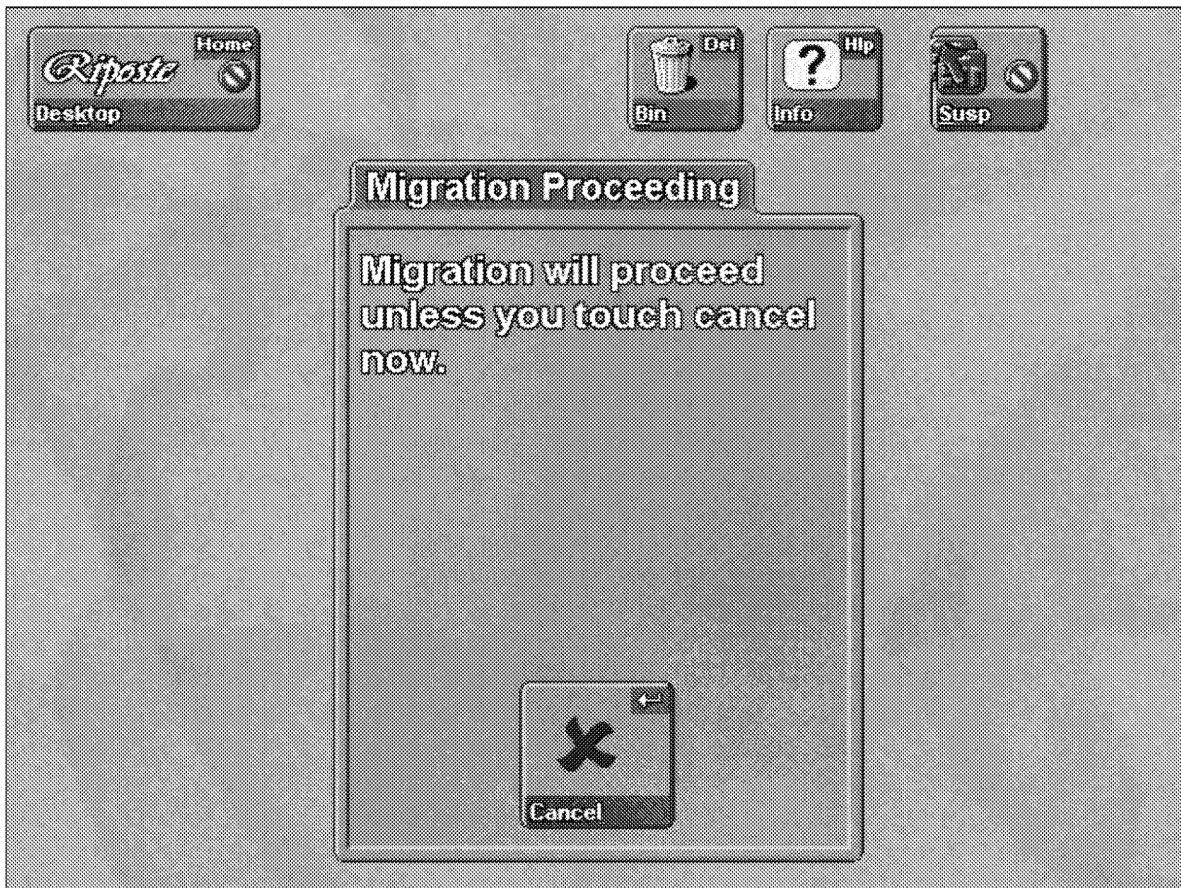 Riposte
Home
Desktop
Del
Bin
?
Hlp
Info
Susp
Migration Proceeding
Migration will proceed
unless you touch cancel
now.
Cancel